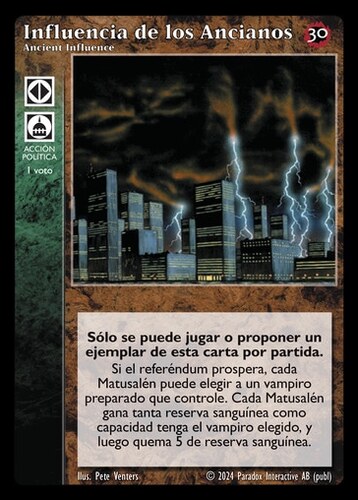 Influencia de los Ancianos
30
Ancient Influence
ACCIÓN
POLÍTICA
1 voto
Sólo se puede jugar o proponer un
ejemplar de esta carta por partida.
Si el referéndum prospera, cada
Matusalén puede elegir a un vampiro
preparado que controle. Cada Matusalén
gana tanta reserva sanguínea como
capacidad tenga el vampiro elegido, y
luego quema 5 de reserva sanguínea.
Ilus. Pete Venters
© 2024 Paradox Interactive AB (publ)